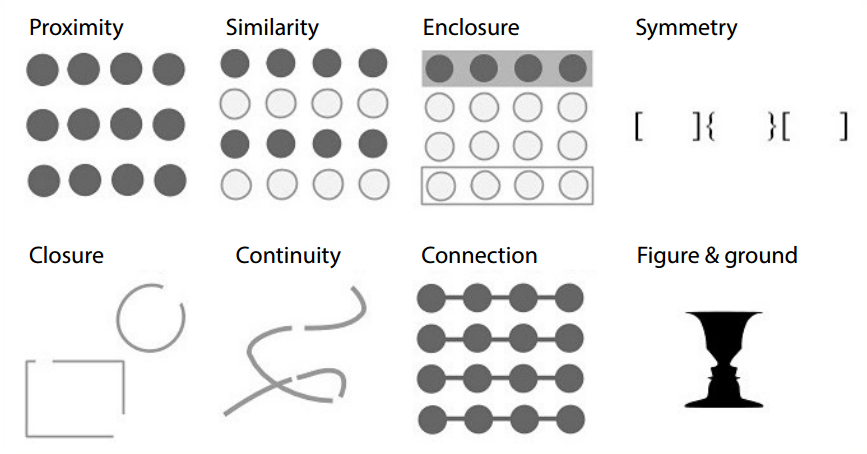 Proximity
Similarity
Enclosure
Symmetry
[ ]{ }[ ]
Closure
Continuity
Connection
Figure & ground